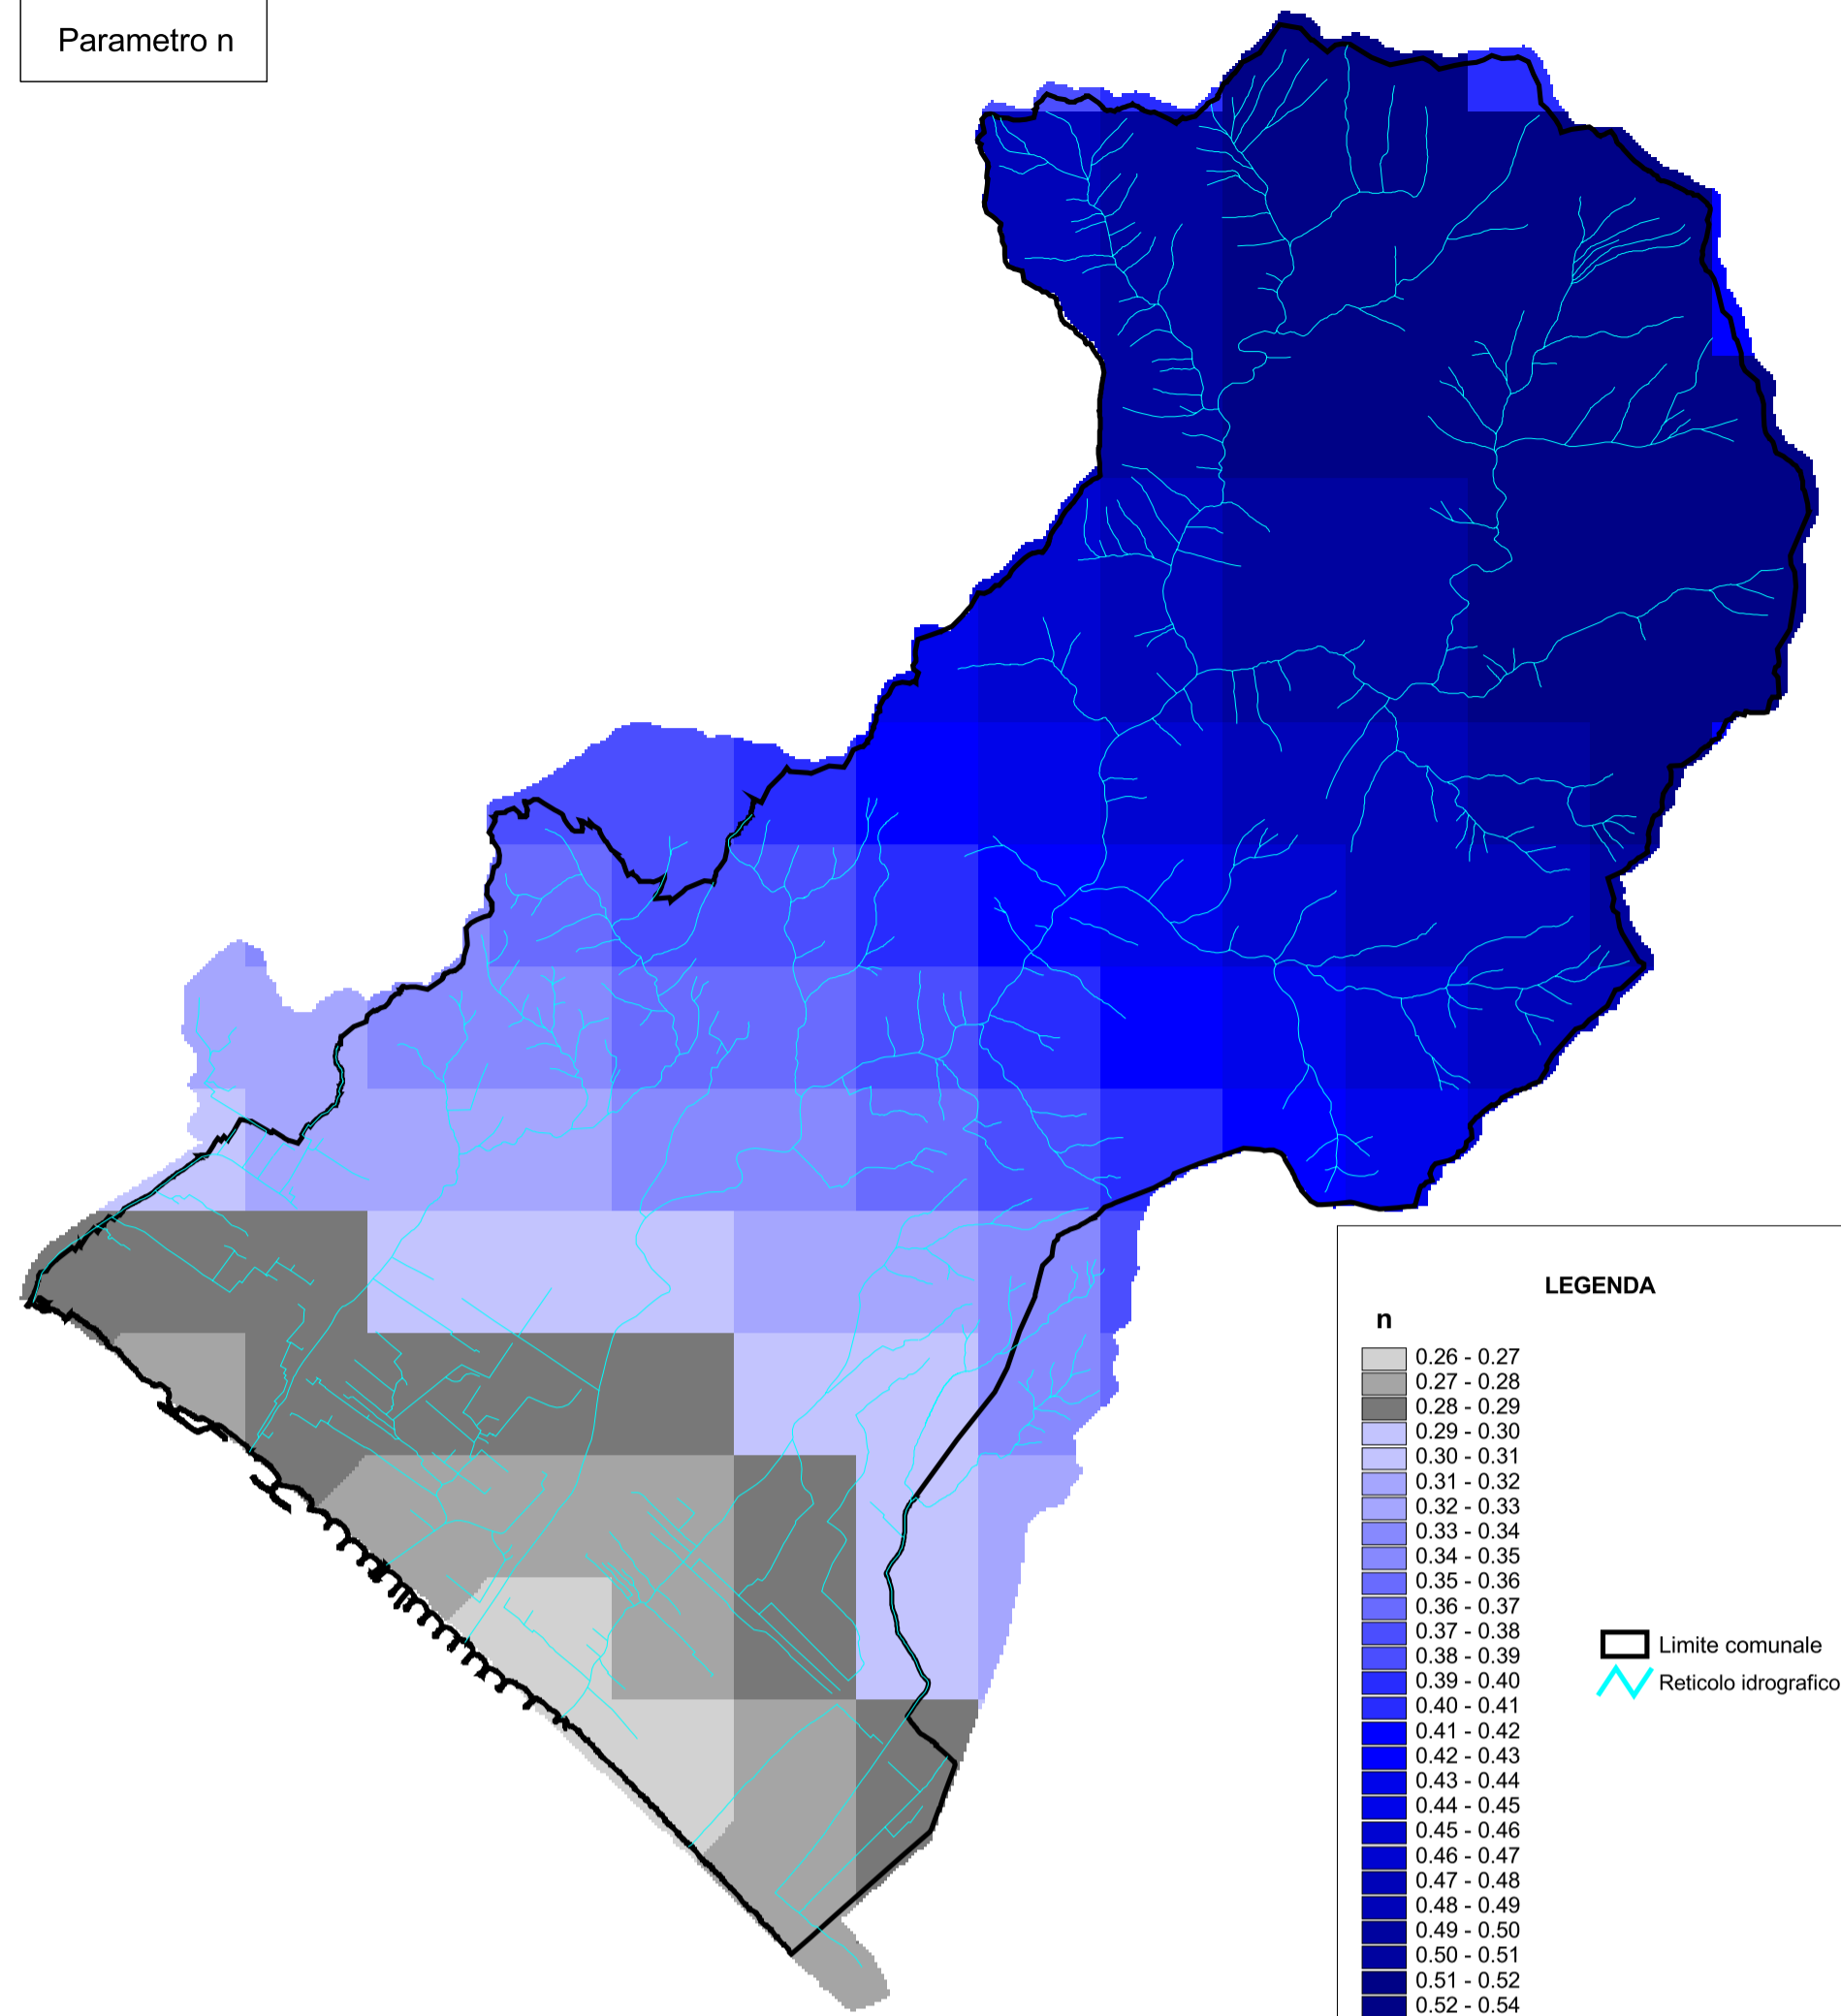 Parametro n
LEGENDA
n
0.26 - 0.27
0.27 - 0.28
0.28 - 0.29
0.29 - 0.30
0.30 - 0.31
0.31 - 0.32
0.32 - 0.33
0.33 - 0.34
0.34 - 0.35
0.35 - 0.36
0.36 - 0.37
0.37 - 0.38
0.38 - 0.39
0.39 - 0.40
0.40 - 0.41
0.41 - 0.42
0.42 - 0.43
0.43 - 0.44
0.44 - 0.45
0.45 - 0.46
0.46 - 0.47
0.47 - 0.48
0.48 - 0.49
0.49 - 0.50
0.50 - 0.51
0.51 - 0.52
0.52 - 0.54
Limite comunale
Reticolo idrografico